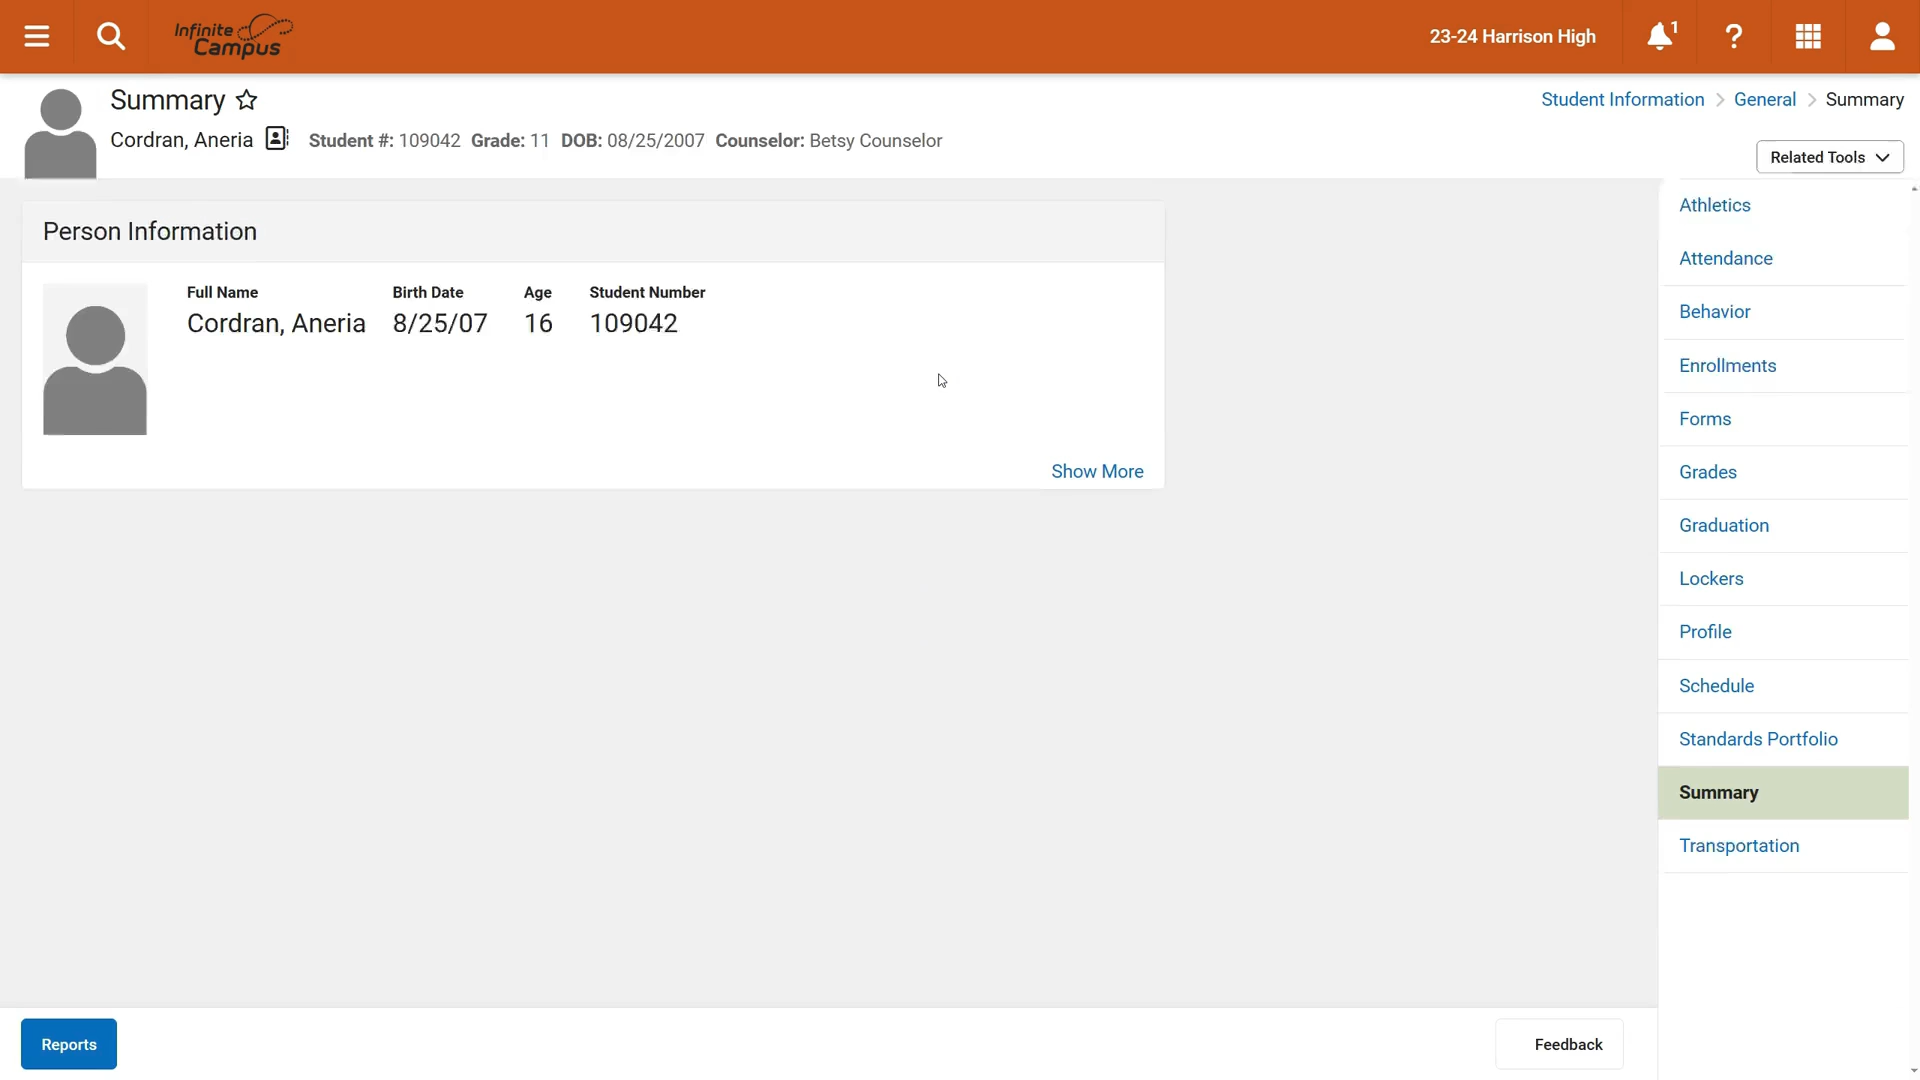 Infinite
Campus
23-24 Harrison High
1
?
Summary
Student Information > General > Summary
Cordran, Aneria
Student #: 109042 Grade: 11 DOB: 08/25/2007 Counselor: Betsy Counselor
Related Tools
Person Information
Full Name Birth Date Age Student Number
Cordran, Aneria 8/25/07 16 109042
Show More
Athletics
Attendance
Behavior
Enrollments
Forms
Grades
Graduation
Lockers
Profile
Schedule
Standards Portfolio
Summary
Transportation
Reports
Feedback